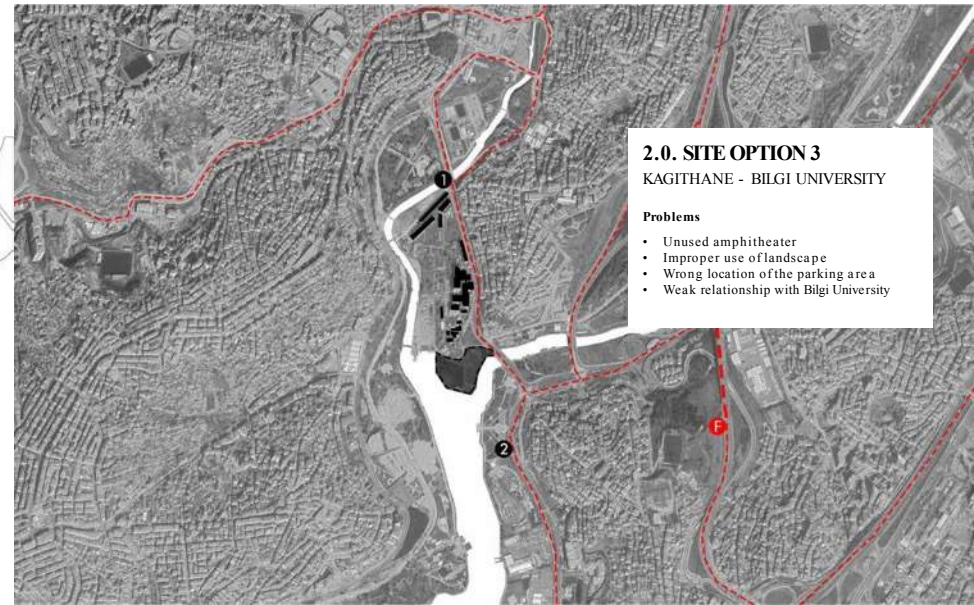 2.0. SITE OPTION 3
KAGITHANE - BILGI UNIVERSITY
Problems
• Unused amphitheater
• Improper use of landscape
• Wrong location of the parking area
• Weak relationship with Bilgi University
1
2
F